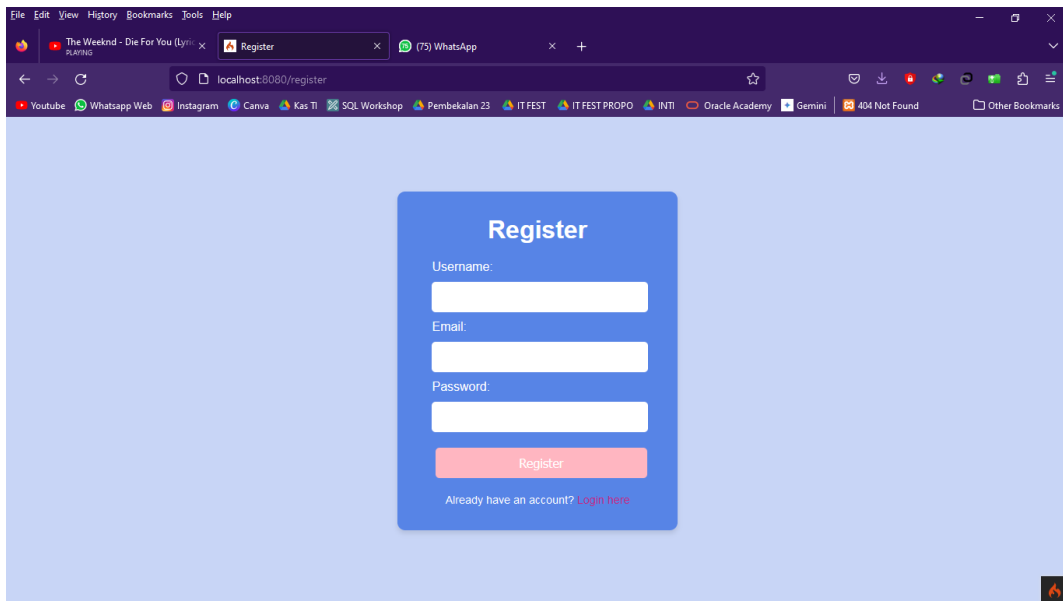 File Edit View History Bookmarks Tools Help
The Weeknd - Die For You (Lyric
PLAYING
Register
(75) WhatsApp
localhost:8080/register
Youtube Whatsapp Web Instagram Canva Kas TI SQL Workshop Pembekalan 23 IT FEST IT FEST PROPO INTI Oracle Academy Gemini 404 Not Found Other Bookmarks
Register
Username:
Email:
Password:
Register
Already have an account? Login here